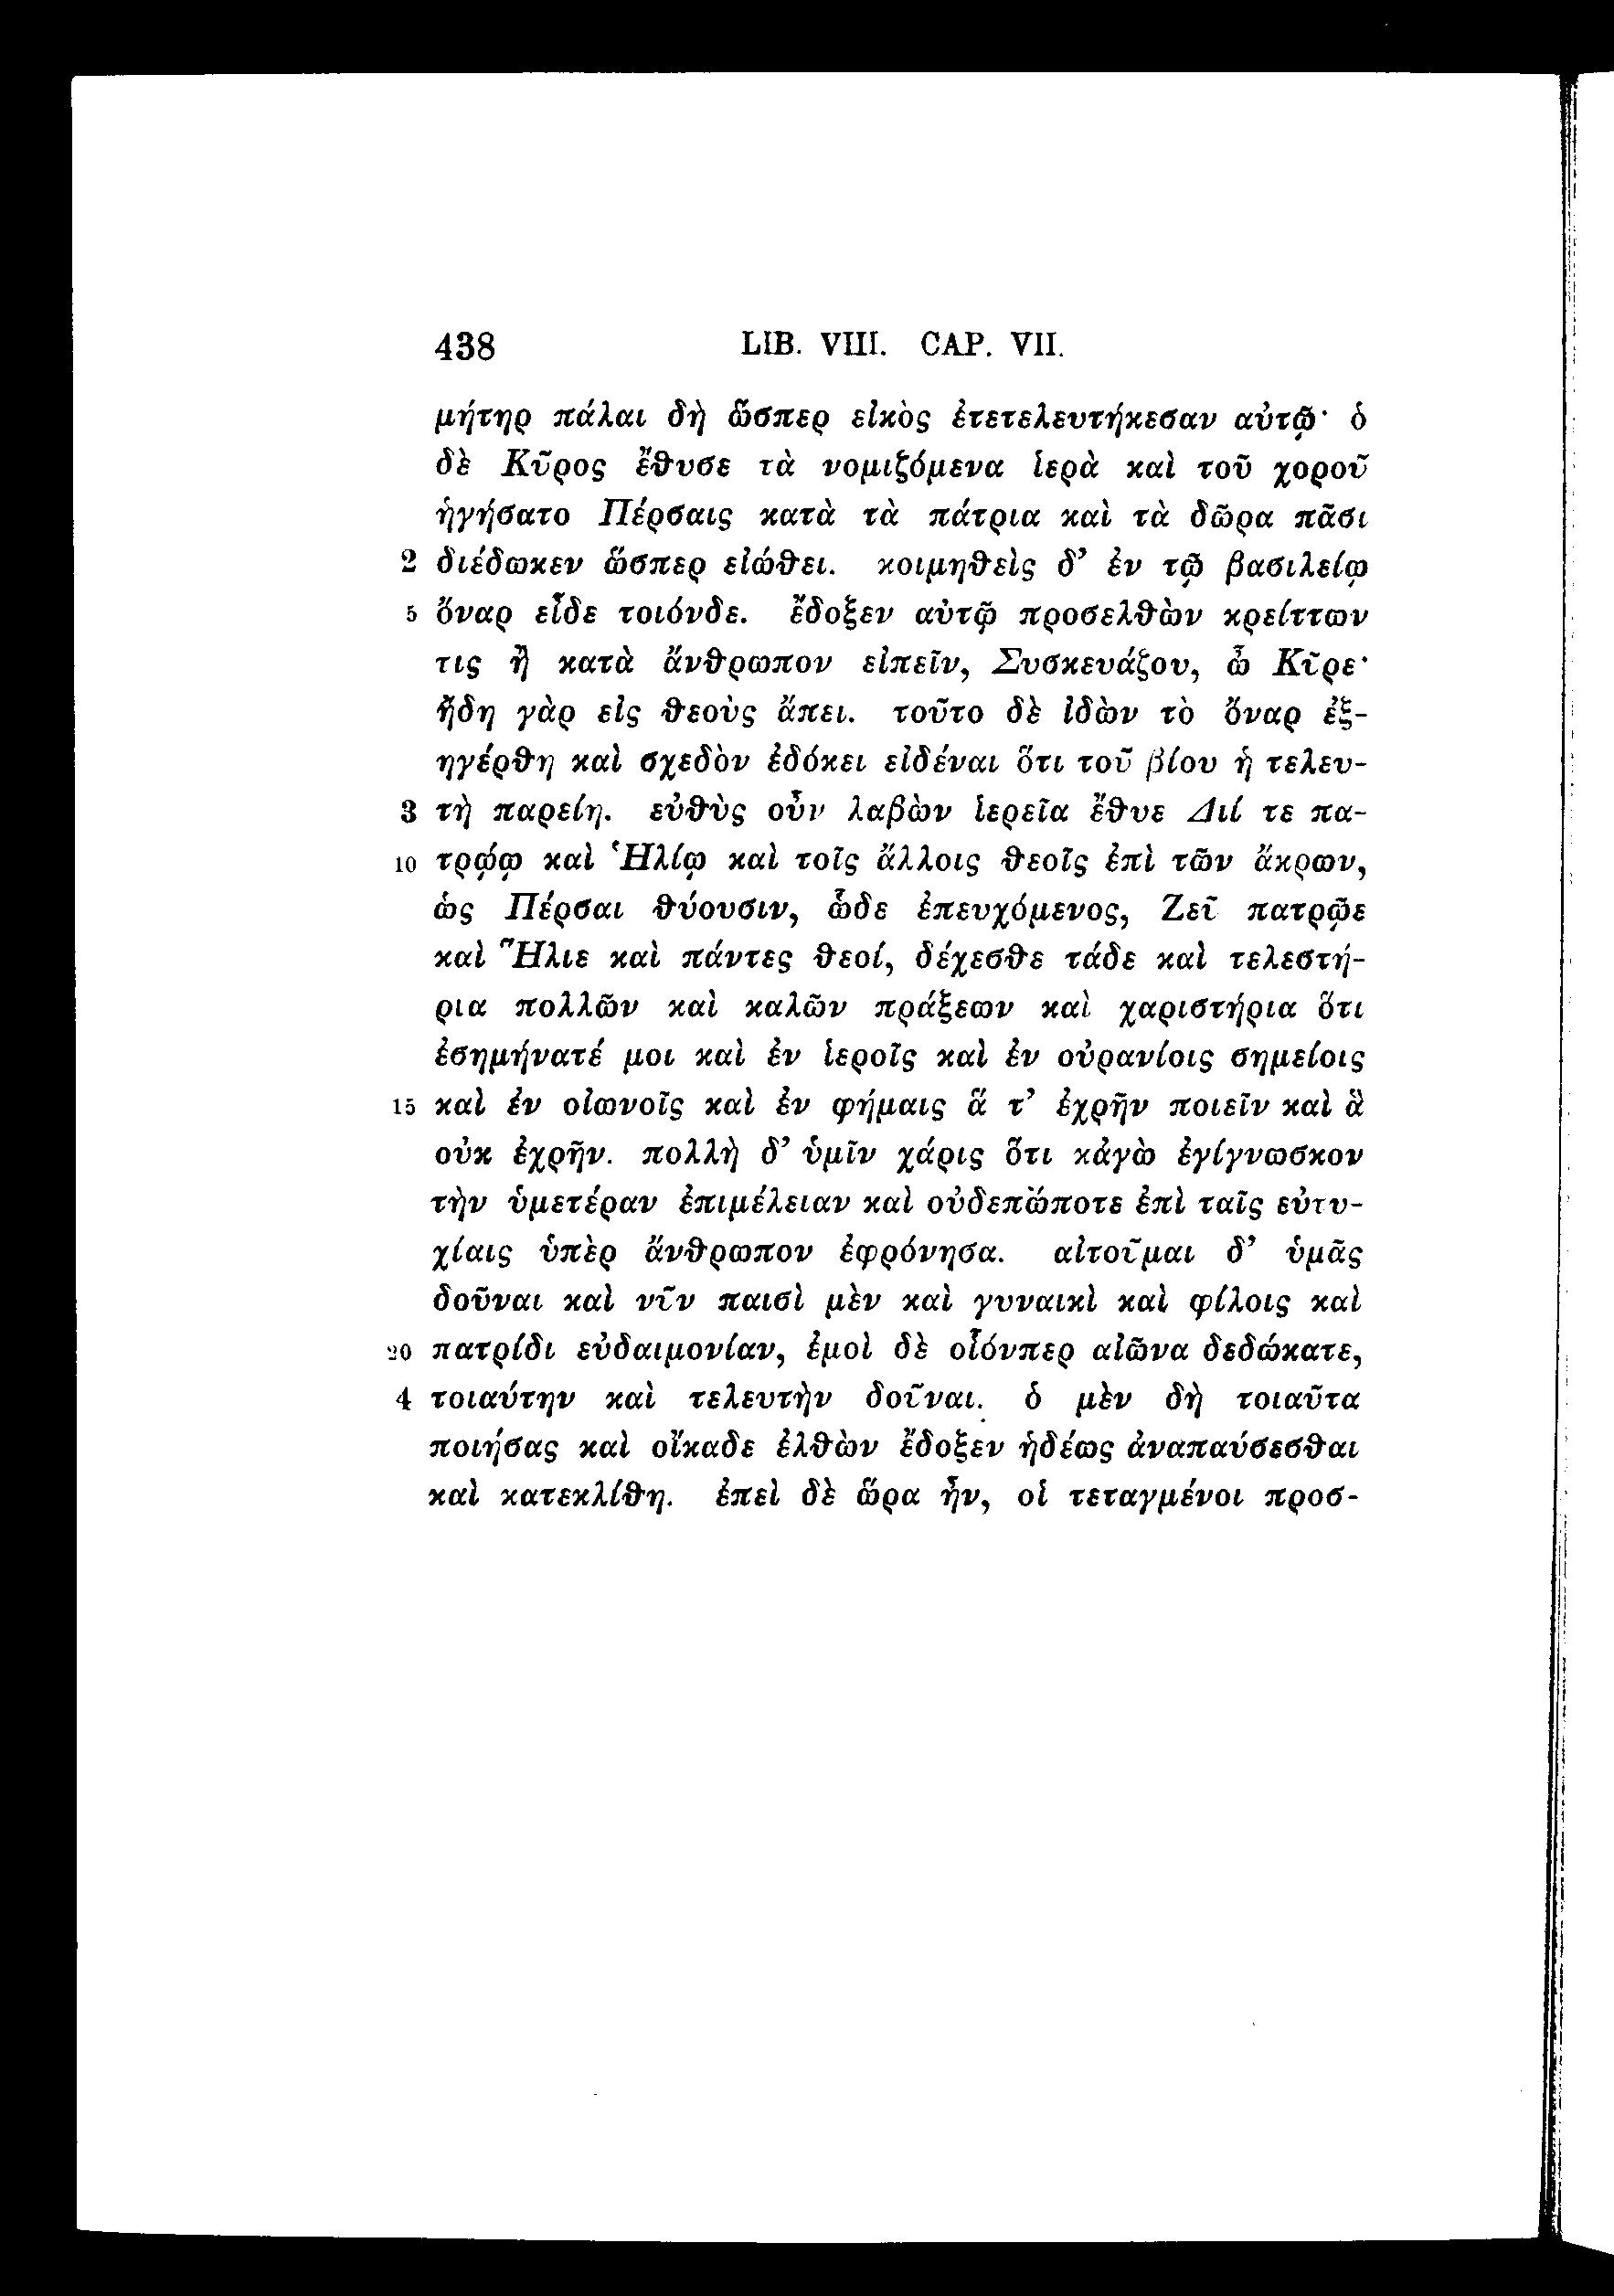 438 LIB. VIII. CAP. VII.
μήτηρ πάλαι δὴ ὥσπερ εἰκὸς ἐτετελευτήκεσαν αὐτῷ· ὁ
δὲ Κῦρος ἔθυσε τὰ νομιζόμενα ἱερὰ καὶ τοῦ χοροῦ
ἡγήσατο Πέρσαις κατὰ τὰ πάτρια καὶ τὰ δῶρα πᾶσι
2 διέδωκεν ὥσπερ εἰώθει. κοιμηθεὶς δ’ ἐν τῷ βασιλείῳ
5 ὄναρ εἶδε τοιόνδε. ἔδοξεν αὐτῷ προσελθὼν κρείττων
τις ἢ κατὰ ἄνθρωπον εἰπεῖν, Συσκευάζου, ὦ Κῦρε·
ἤδη γὰρ εἰς θεοὺς ἄπει. τοῦτο δὲ ἰδὼν τὸ ὄναρ ἐξ-
ηγέρθη καὶ σχεδὸν ἐδόκει εἰδέναι ὅτι τοῦ βίου ἡ τελευ-
3 τὴ παρείη. εὐθὺς οὖν λαβὼν ἱερεῖα ἔθυε Διί τε πα-
10 τρῴῳ καὶ Ἡλίῳ καὶ τοῖς ἄλλοις θεοῖς ἐπὶ τῶν ἄκρων,
ὡς Πέρσαι θύουσιν, ὧδε ἐπευχόμενος, Ζεῦ πατρῷε
καὶ Ἥλιε καὶ πάντες θεοί, δέχεσθε τάδε καὶ τελεστή-
ρια πολλῶν καὶ καλῶν πράξεων καὶ χαριστήρια ὅτι
ἐσημήνατέ μοι καὶ ἐν ἱεροῖς καὶ ἐν οὐρανίοις σημείοις
15 καὶ ἐν οἰωνοῖς καὶ ἐν φήμαις ἅ τ’ ἐχρῆν ποιεῖν καὶ ἃ
οὐκ ἐχρῆν. πολλὴ δ’ ὑμῖν χάρις ὅτι κἀγὼ ἐγίγνωσκον
τὴν ὑμετέραν ἐπιμέλειαν καὶ οὐδεπώποτε ἐπὶ ταῖς εὐτυ-
χίαις ὑπὲρ ἄνθρωπον ἐφρόνησα. αἰτοῦμαι δ’ ὑμᾶς
δοῦναι καὶ νῦν παισὶ μὲν καὶ γυναικὶ καὶ φίλοις καὶ
20 πατρίδι εὐδαιμονίαν, ἐμοὶ δὲ οἷόνπερ αἰῶνα δεδώκατε,
4 τοιαύτην καὶ τελευτὴν δοῦναι. ὁ μὲν δὴ τοιαῦτα
ποιήσας καὶ οἴκαδε ἐλθὼν ἔδοξεν ἡδέως ἀναπαύσεσθαι
καὶ κατεκλίθη. ἐπεὶ δὲ ὥρα ἦν, οἱ τεταγμένοι προσ-